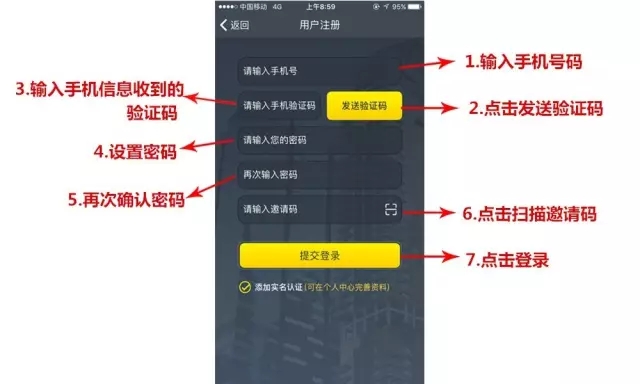 中国移动 4G 上午8:59 95%
返回 用户注册
请输入手机号
1.输入手机号码
3.输入手机信息收到的
验证码
请输入手机验证码 发送验证码
2.点击发送验证码
请输入您的密码
4.设置密码
再次输入密码
5.再次确认密码
请输入邀请码
6.点击扫描邀请码
提交登录
7.点击登录
添加实名认证(可在个人中心完善资料)